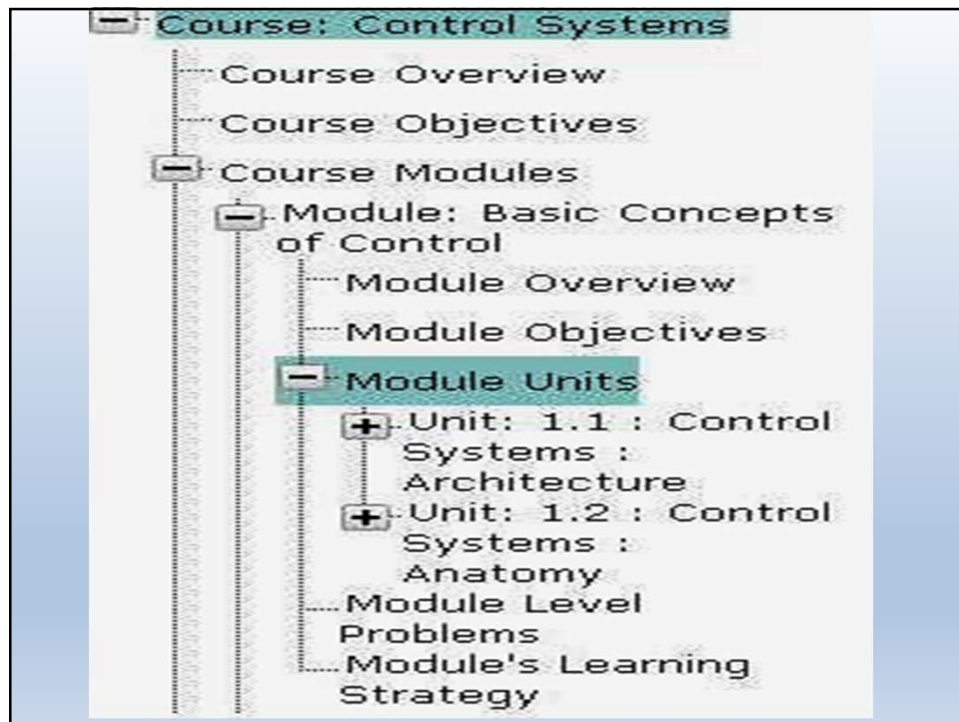 Course: Control Systems
Course Overview
Course Objectives
Course Modules
Module: Basic Concepts
of Control
Module Overview
Module Objectives
Module Units
Unit: 1.1 : Control
Systems :
Architecture
Unit: 1.2 : Control
Systems :
Anatomy
Module Level
Problems
Module's Learning
Strategy